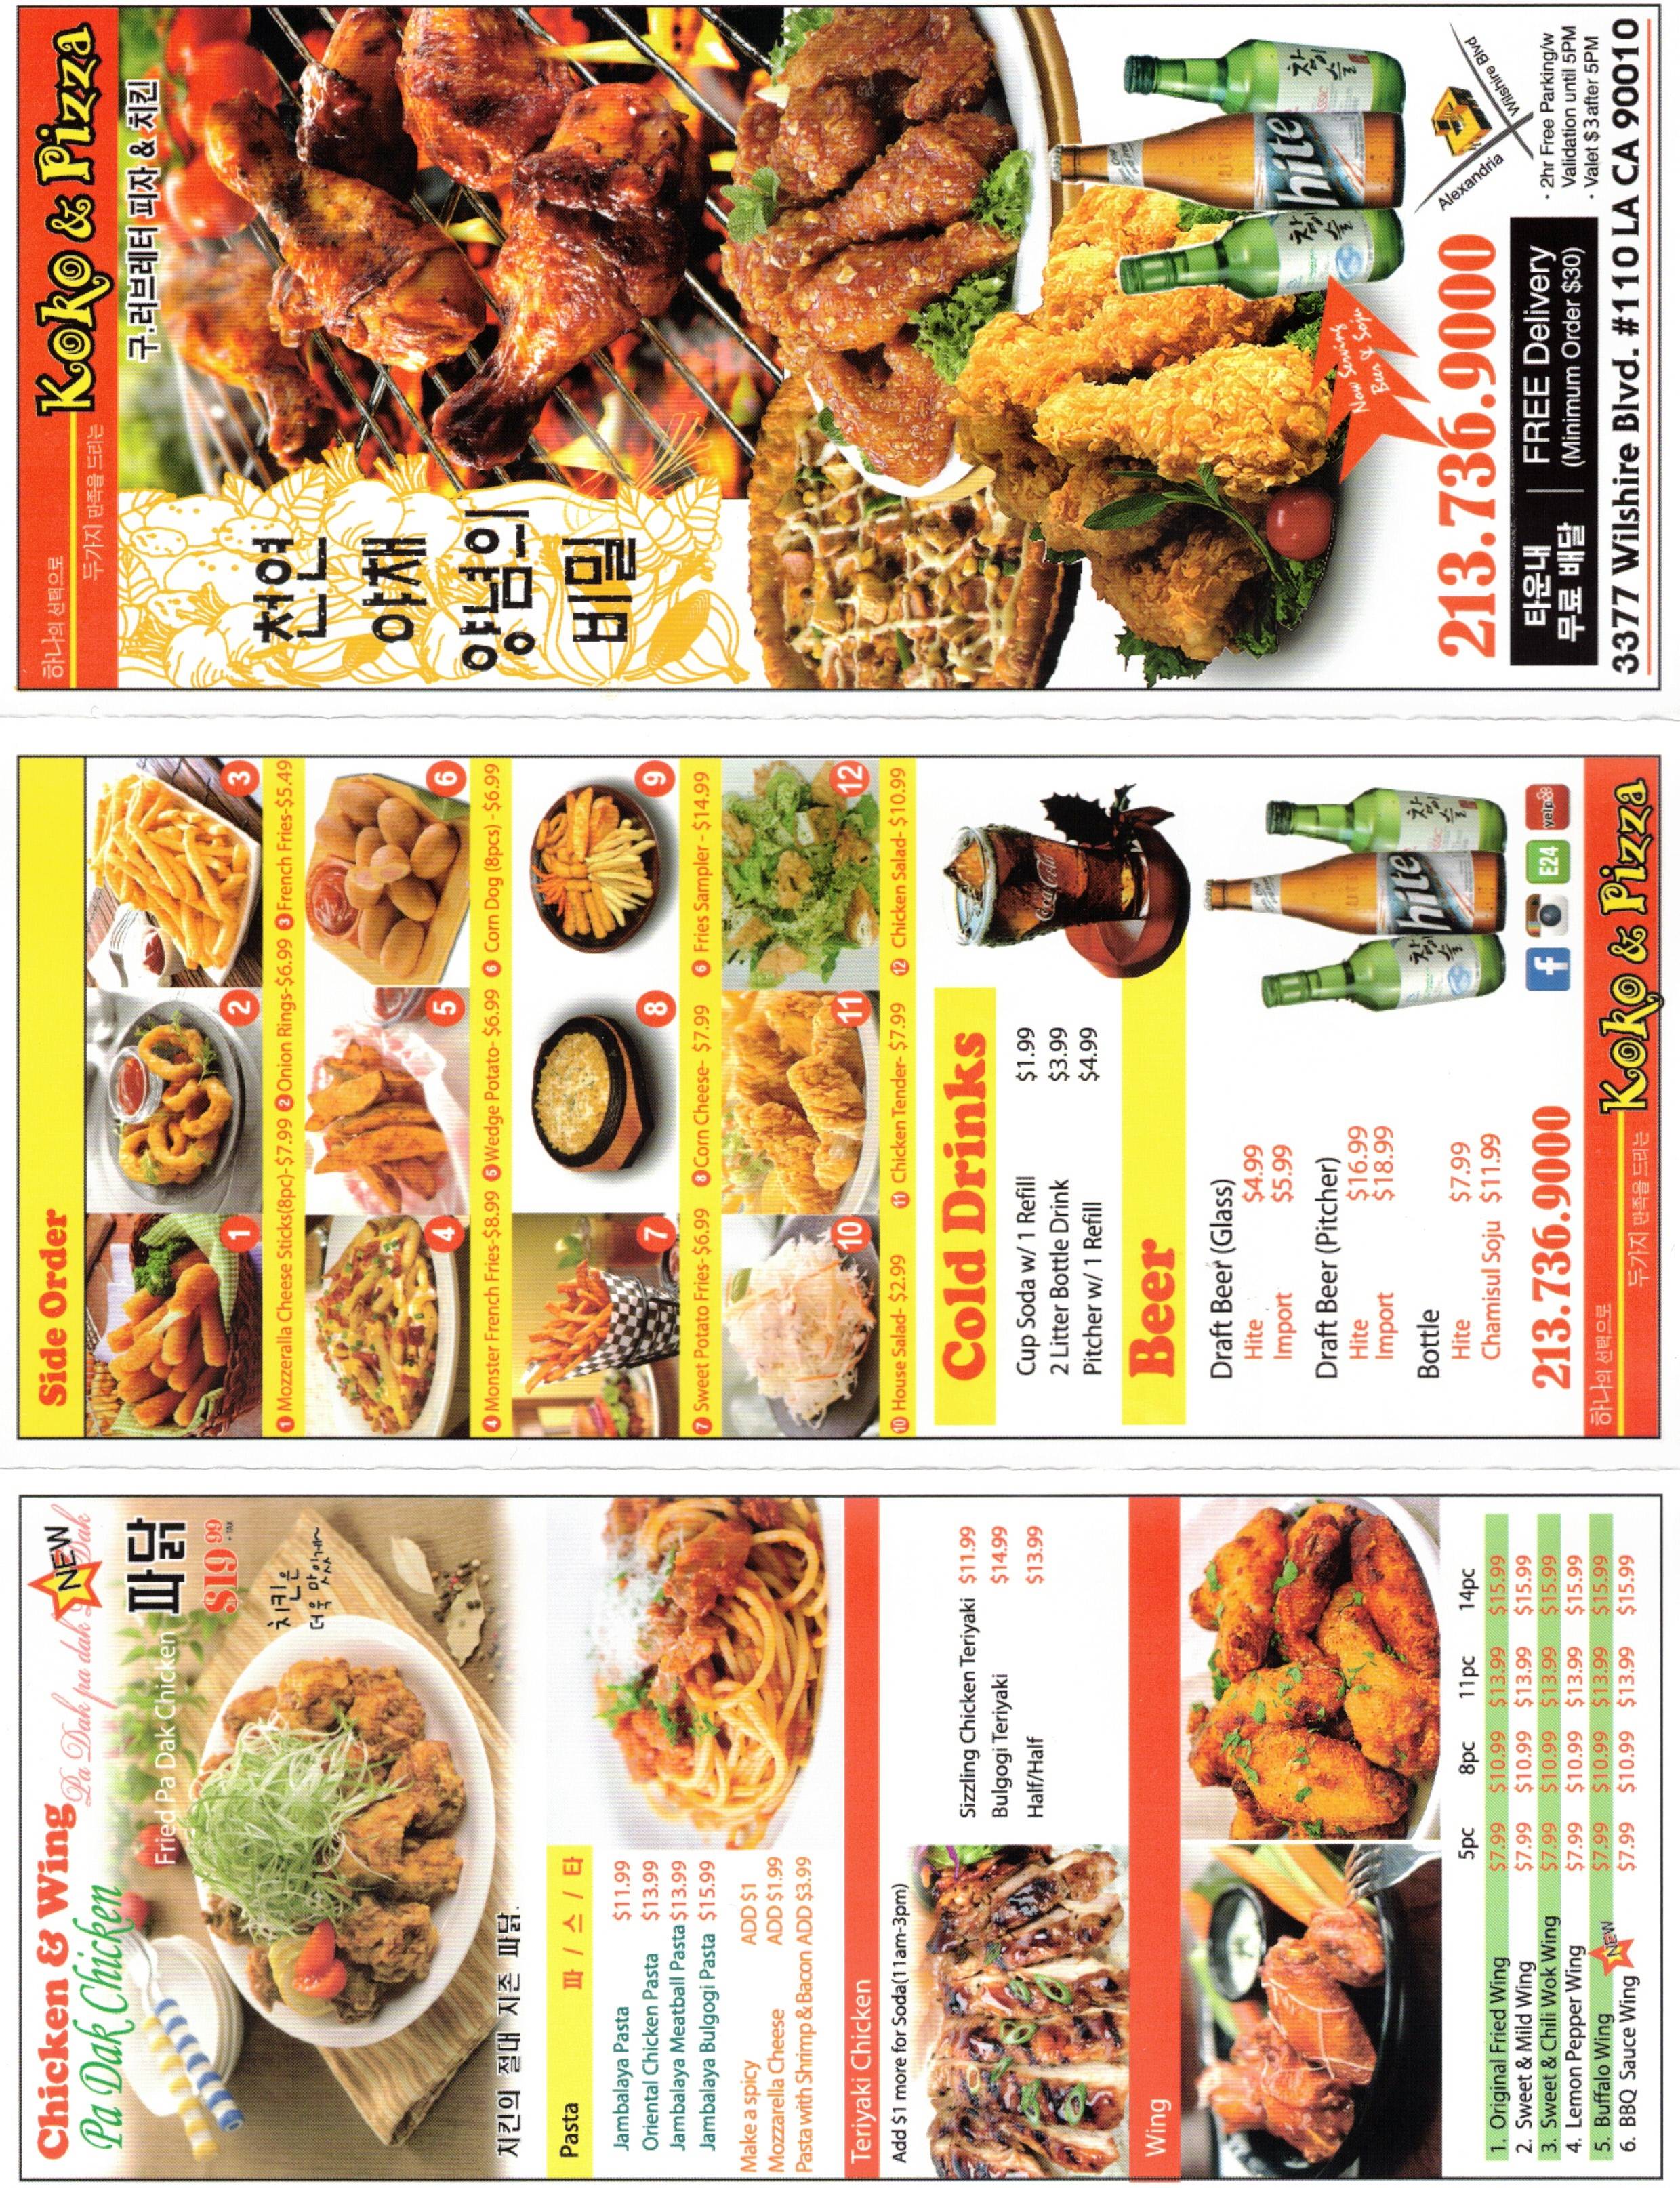 Chicken & Wing
Pa Dak pa dak
Dak
NEW
Pa Dak Chicken
Fried Pa Dak Chicken 파닭
$19 99
+ TAX
치킨은
더욱 맛있게~
치킨의 절대 지존 파닭.
Pasta 파 / 스 / 타
Jambalaya Pasta $11.99
Oriental Chicken Pasta $13.99
Jambalaya Meatball Pasta $13.99
Jambalaya Bulgogi Pasta $15.99
Make a spicy ADD $1
Mozzarella Cheese ADD $1.99
Pasta with Shrimp & Bacon ADD $3.99
Teriyaki Chicken
Add $1 more for Soda(11am-3pm)
Sizzling Chicken Teriyaki $11.99
Bulgogi Teriyaki $14.99
Half/Half $13.99
Wing
5pc 8pc 11pc 14pc
1. Original Fried Wing $7.99 $10.99 $13.99 $15.99
2. Sweet & Mild Wing $7.99 $10.99 $13.99 $15.99
3. Sweet & Chili Wok Wing $7.99 $10.99 $13.99 $15.99
4. Lemon Pepper Wing $7.99 $10.99 $13.99 $15.99
5. Buffalo Wing $7.99 $10.99 $13.99 $15.99
NEW
6. BBQ Sauce Wing $7.99 $10.99 $13.99 $15.99
Side Order
1 2 3
1 Mozzeralla Cheese Sticks(8pc)-$7.99 2 Onion Rings-$6.99 3 French Fries-$5.49
4 5 6
4 Monster French Fries-$8.99 5 Wedge Potato- $6.99 6 Corn Dog (8pcs) -$6.99
7 8 9
7 Sweet Potato Fries-$6.99 8 Corn Cheese- $7.99 6 Fries Sampler - $14.99
10 11 12
10 House Salad- $2.99 11 Chicken Tender- $7.99 12 Chicken Salad- $10.99
Cold Drinks
Cup Soda w/ 1 Refill $1.99
2 Litter Bottle Drink $3.99
Pitcher w/ 1 Refill $4.99
Coca-Cola
Beer
Draft Beer (Glass)
Hite $4.99
Import $5.99
Draft Beer (Pitcher)
Hite $16.99
Import $18.99
Bottle
Hite $7.99
Chamisul Soju $11.99
참이슬
hite
참이슬
213.736.9000
f
E24
yelp
하나의 선택으로
두가지 만족을 드리는
Koko & Pizza
하나의 선택으로
두가지 만족을 드리는
Koko & Pizza
구.러브레터 피자 & 치킨
천연
야채
양념의
비밀
참이슬
hite
참이슬
Now Serving
Beer & Soju
213.736.9000
Alexandria
Wilshire Blvd
타운내
무료 배달
FREE Delivery
(Minimum Order $30)
· 2hr Free Parking/w
Validation until 5PM
· Valet $3 after 5PM
3377 Wilshire Blvd. #110 LA CA 90010